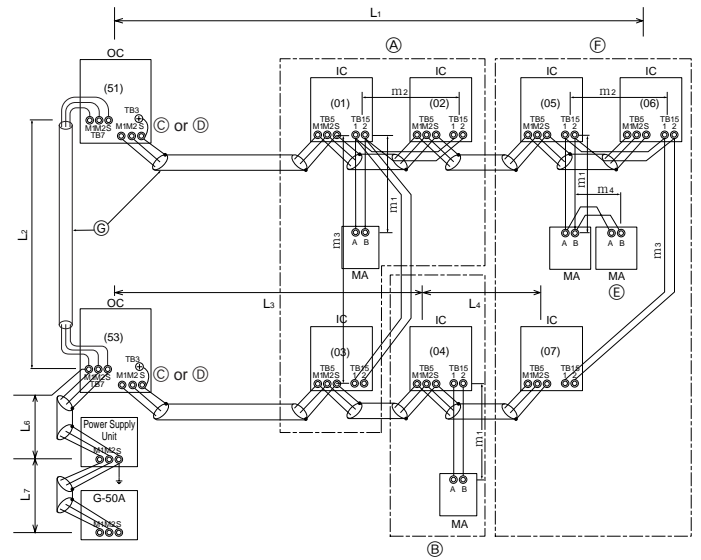 L1
OC
(51)
TB3
M1M2S
TB7
M1M2S
Ⓒ or Ⓓ
Ⓐ
IC
(01)
TB5
M1M2S
TB15
1 2
m2
IC
(02)
TB5
M1M2S
TB15
1 2
Ⓕ
IC
(05)
TB5
M1M2S
TB15
1 2
m2
IC
(06)
TB5
M1M2S
TB15
1 2
L2
Ⓖ
m3
m1
A B
MA
m1
m4
A B
MA
A B
MA
Ⓔ
m3
L3
L4
OC
(53)
TB3
M1M2S
TB7
M1M2S
Ⓒ or Ⓓ
IC
(03)
TB5
M1M2S
TB15
1 2
IC
(04)
TB5
M1M2S
TB15
1 2
IC
(07)
TB5
M1M2S
TB15
1 2
L6
Power Supply
Unit
M1M2S
m1
L7
G-50A
M1M2S
A B
MA
Ⓑ